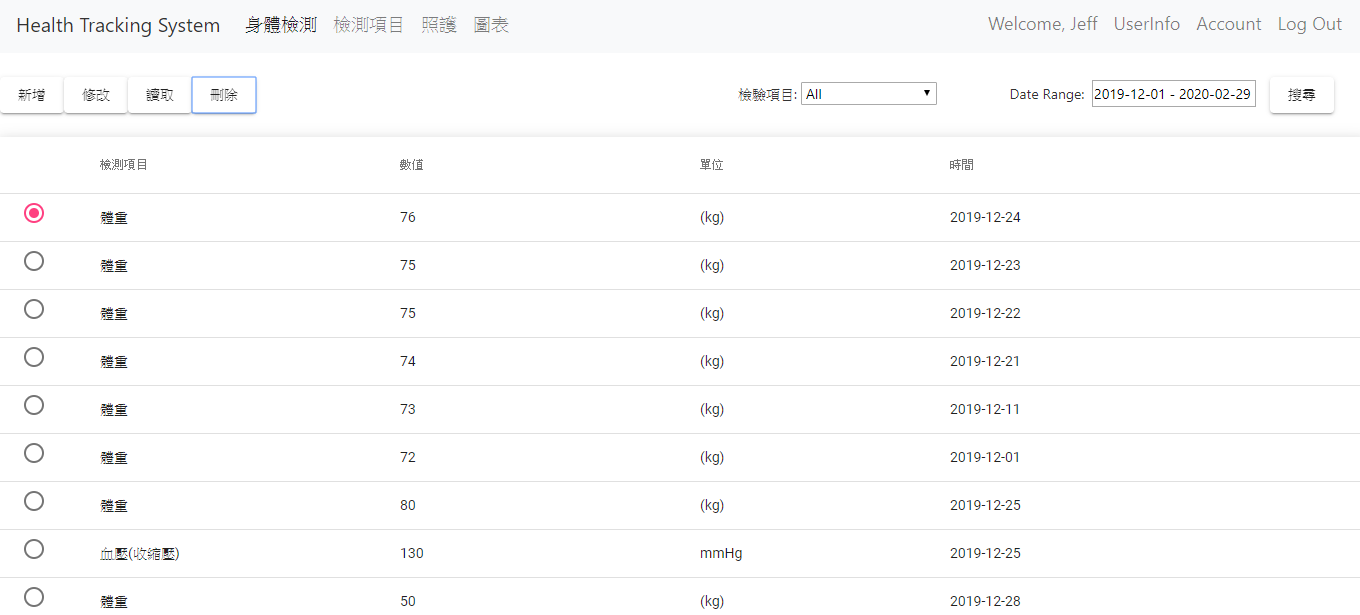 Health Tracking System 身體檢測 檢測項目 照護 圖表 Welcome, Jeff UserInfo Account Log Out
新增 修改 讀取 刪除 檢驗項目: All Date Range: 2019-12-01 - 2020-02-29 搜尋
檢測項目 數值 單位 時間
體重 76 (kg) 2019-12-24
體重 75 (kg) 2019-12-23
體重 75 (kg) 2019-12-22
體重 74 (kg) 2019-12-21
體重 73 (kg) 2019-12-11
體重 72 (kg) 2019-12-01
體重 80 (kg) 2019-12-25
血壓(收縮壓) 130 mmHg 2019-12-25
體重 50 (kg) 2019-12-28